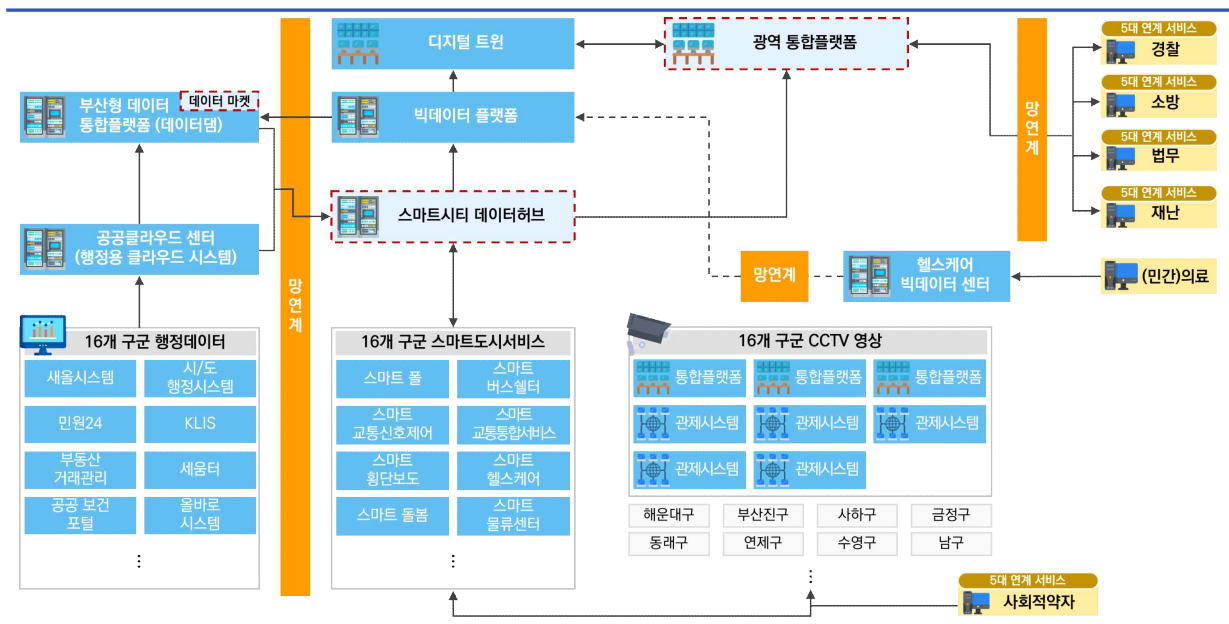 디지털 트윈
광역 통합플랫폼
5대 연계 서비스
경찰
5대 연계 서비스
소방
5대 연계 서비스
법무
5대 연계 서비스
재난
망연계
부산형 데이터
통합플랫폼 (데이터댐)
데이터 마켓
빅데이터 플랫폼
스마트시티 데이터허브
공공클라우드 센터
(행정용 클라우드 시스템)
망연계
망연계
헬스케어
빅데이터 센터
(민간)의료
16개 구군 행정데이터
새올시스템
시/도
행정시스템
민원24
KLIS
부동산
거래관리
세움터
공공 보건
포털
올바로
시스템
⋮
16개 구군 스마트도시서비스
스마트 폴
스마트
버스쉘터
스마트
교통신호제어
스마트
교통통합서비스
스마트
횡단보도
스마트
헬스케어
스마트 돌봄
스마트
물류센터
⋮
16개 구군 CCTV 영상
통합플랫폼
통합플랫폼
통합플랫폼
관제시스템
관제시스템
관제시스템
관제시스템
관제시스템
해운대구
부산진구
사하구
금정구
동래구
연제구
수영구
남구
⋮
5대 연계 서비스
사회적약자